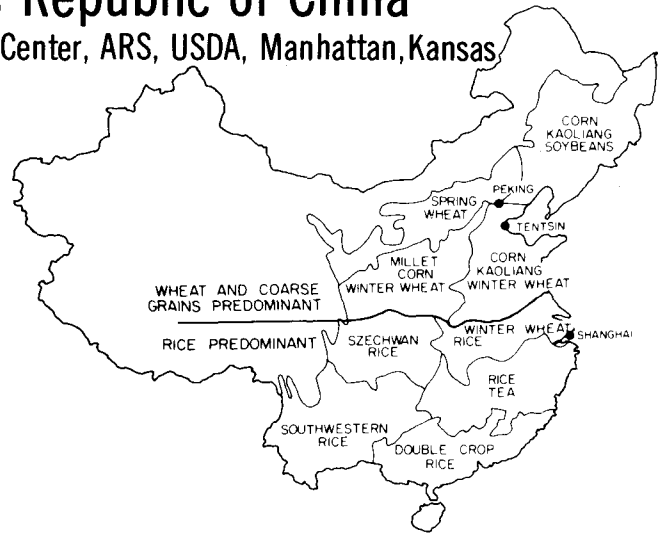 Republic of China
Center, ARS, USDA, Manhattan, Kansas
CORN
KAOLIANG
SOYBEANS
PEKING
SPRING
WHEAT
TENTSIN
MILLET
CORN
WINTER WHEAT
CORN
KAOLIANG
WINTER WHEAT
WHEAT AND COARSE
GRAINS PREDOMINANT
RICE PREDOMINANT
SZECHWAN
RICE
WINTER WHEAT
RICE
SHANGHAI
RICE
TEA
SOUTHWESTERN
RICE
DOUBLE CROP
RICE